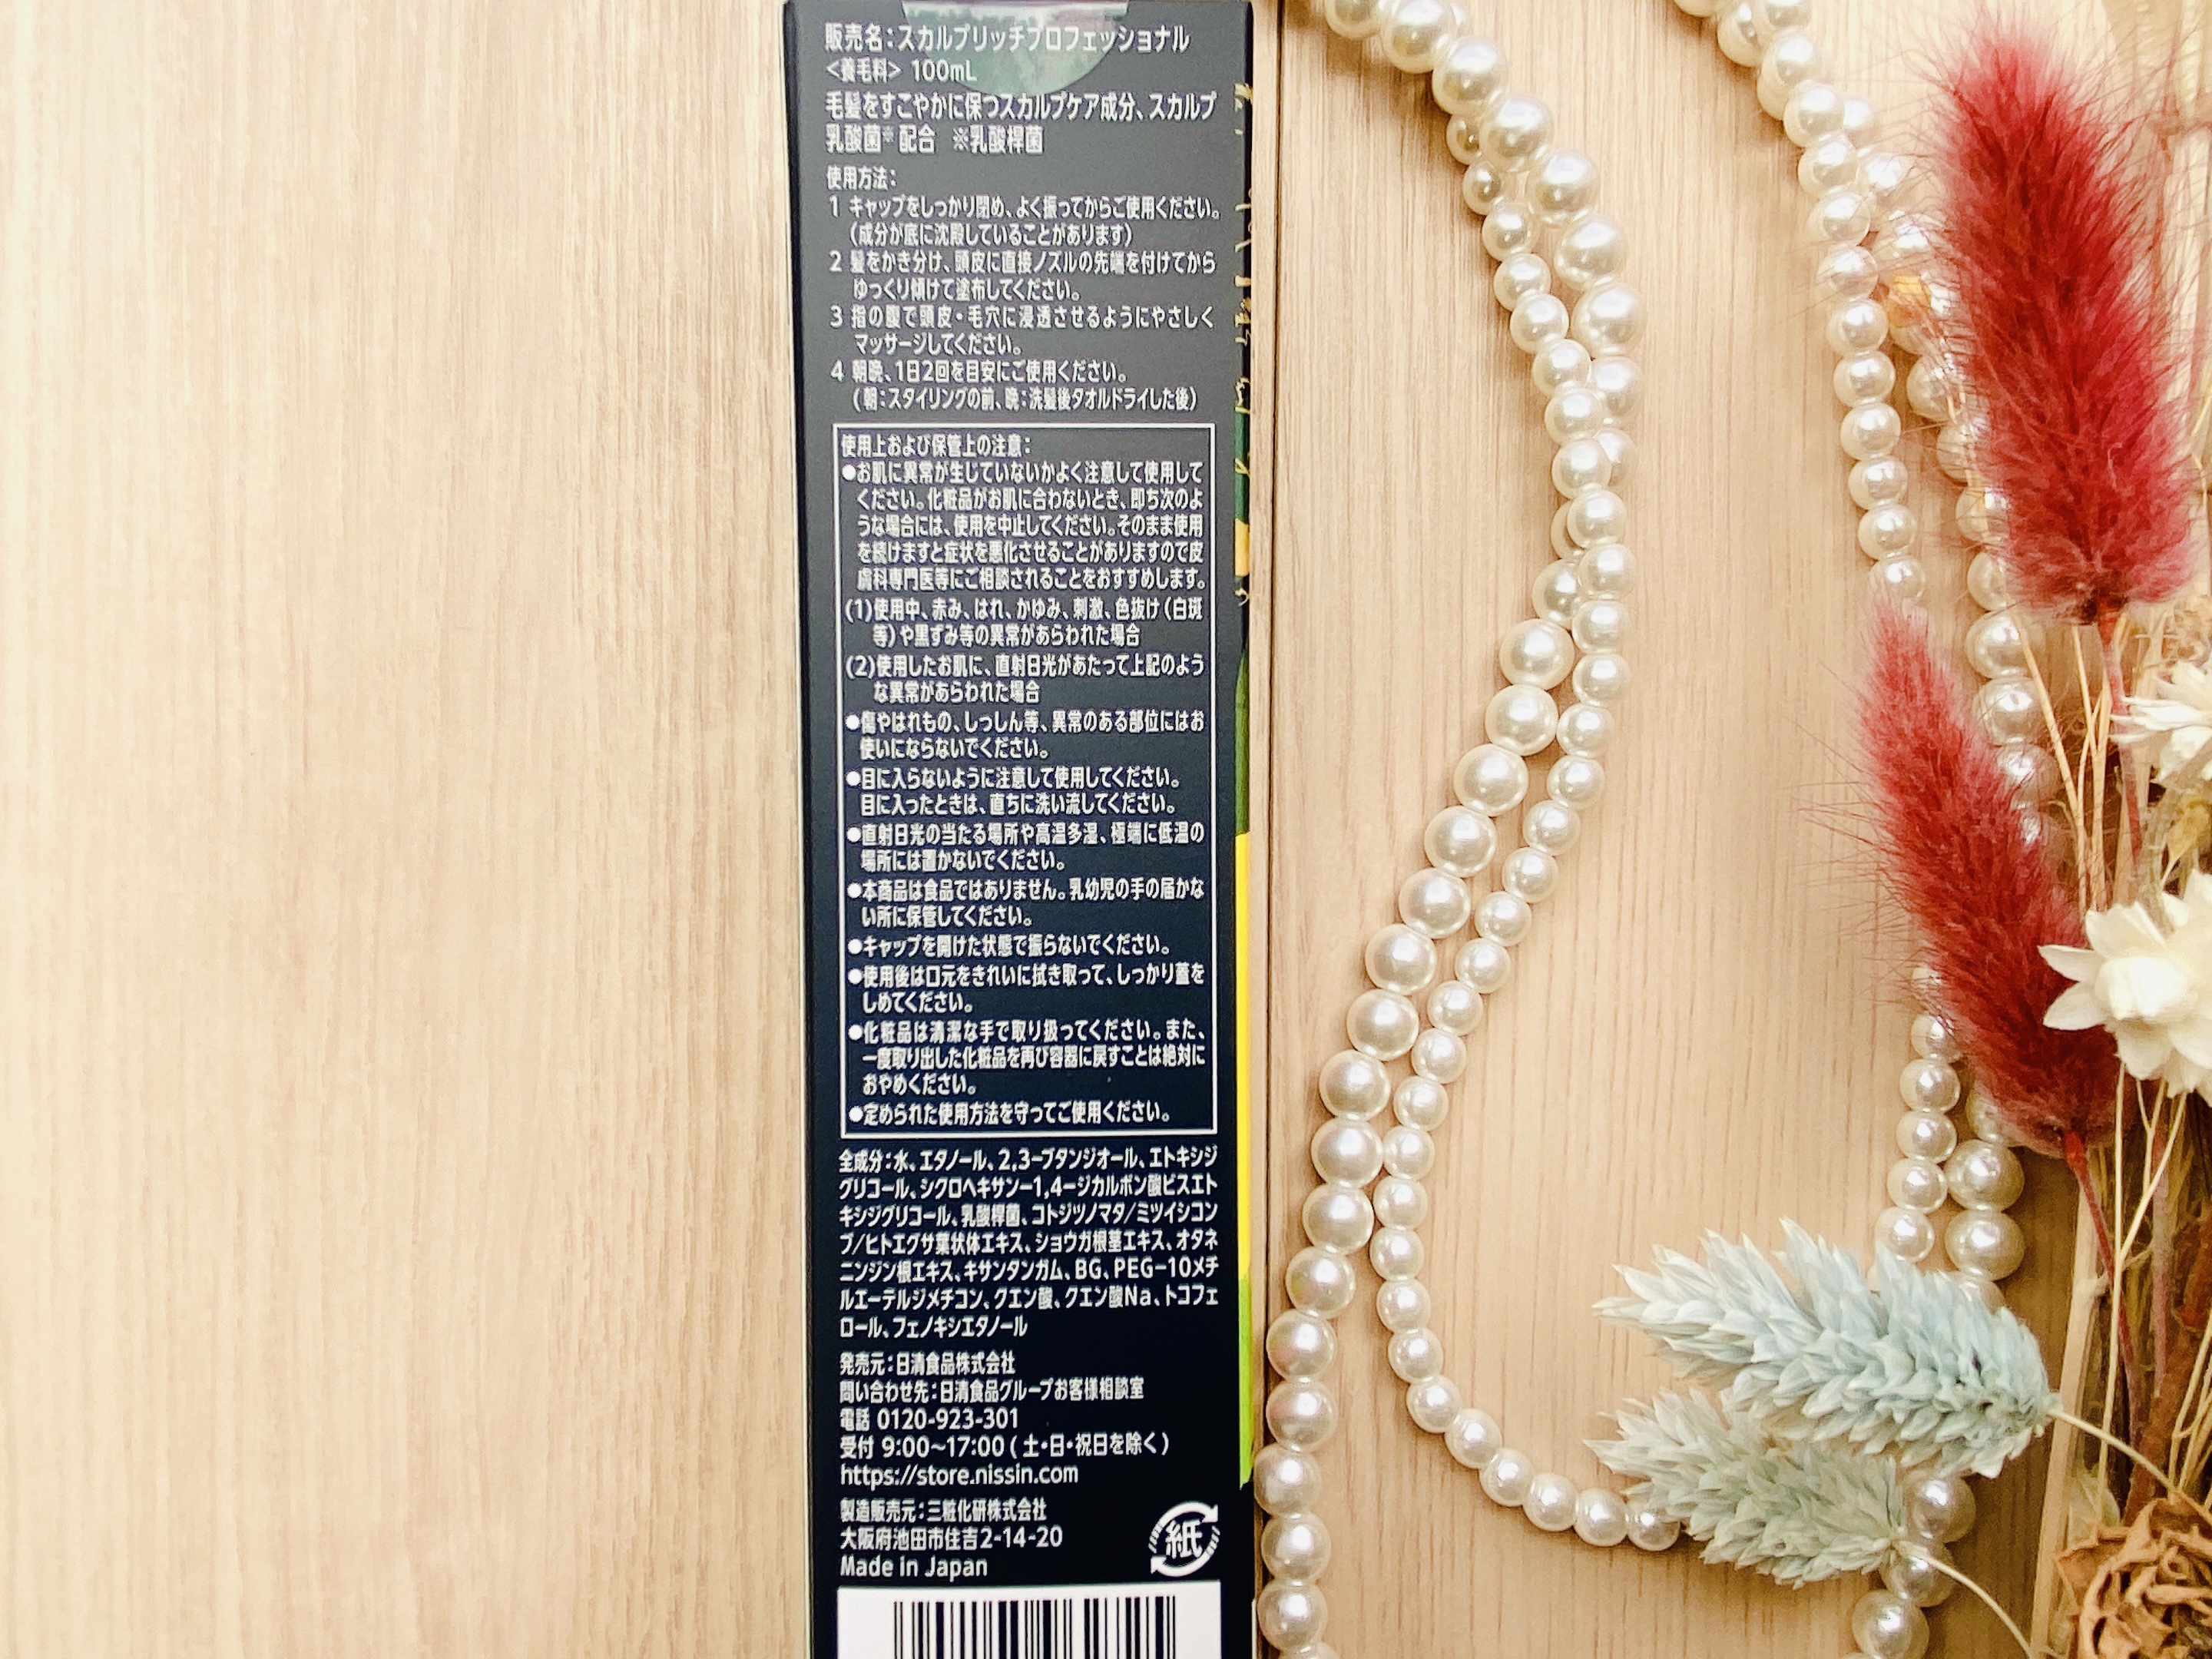 販売名：スカルプリッチプロフェッショナル
<養毛料> 100mL
毛髪をすこやかに保つスカルプケア成分、スカルプ
乳酸菌※配合 ※乳酸桿菌
使用方法：
1 キャップをしっかり閉め、よく振ってからご使用ください。
（成分が底に沈殿していることがあります）
2 髪をかき分け、頭皮に直接ノズルの先端を付けてから
ゆっくり傾けて塗布してください。
3 指の腹で頭皮・毛穴に浸透させるようにやさしく
マッサージしてください。
4 朝晩、1日2回を目安にご使用ください。
（朝：スタイリングの前、晩：洗髪後タオルドライした後）
使用上および保管上の注意：
●お肌に異常が生じていないかよく注意して使用して
ください。化粧品がお肌に合わないとき、即ち次のよ
うな場合には、使用を中止してください。そのまま使用
を続けますと症状を悪化させることがありますので皮
膚科専門医等にご相談されることをおすすめします。
(1)使用中、赤み、はれ、かゆみ、刺激、色抜け（白斑
等）や黒ずみ等の異常があらわれた場合
(2)使用したお肌に、直射日光があたって上記のよう
な異常があらわれた場合
●傷やはれもの、しっしん等、異常のある部位にはお
使いにならないでください。
●目に入らないように注意して使用してください。
目に入ったときは、直ちに洗い流してください。
●直射日光の当たる場所や高温多湿、極端に低温の
場所には置かないでください。
●本商品は食品ではありません。乳幼児の手の届かな
い所に保管してください。
●キャップを開けた状態で振らないでください。
●使用後は口元をきれいに拭き取って、しっかり蓋を
しめてください。
●化粧品は清潔な手で取り扱ってください。また、
一度取り出した化粧品を再び容器に戻すことは絶対に
おやめください。
●定められた使用方法を守ってご使用ください。
全成分：水、エタノール、2,3-ブタンジオール、エトキシジ
グリコール、シクロヘキサン-1,4-ジカルボン酸ビスエト
キシジグリコール、乳酸桿菌、コトジツノマタ/ミツイシコン
ブ/ヒトエグサ葉状体エキス、ショウガ根茎エキス、オタネ
ニンジン根エキス、キサンタンガム、BG、PEG-10メチ
ルエーテルジメチコン、クエン酸、クエン酸Na、トコフェ
ロール、フェノキシエタノール
発売元：日清食品株式会社
問い合わせ先：日清食品グループお客様相談室
電話 0120-923-301
受付 9:00~17:00（土・日・祝日を除く）
https://store.nissin.com
製造販売元：三粧化研株式会社
大阪府池田市住吉2-14-20
Made in Japan
紙